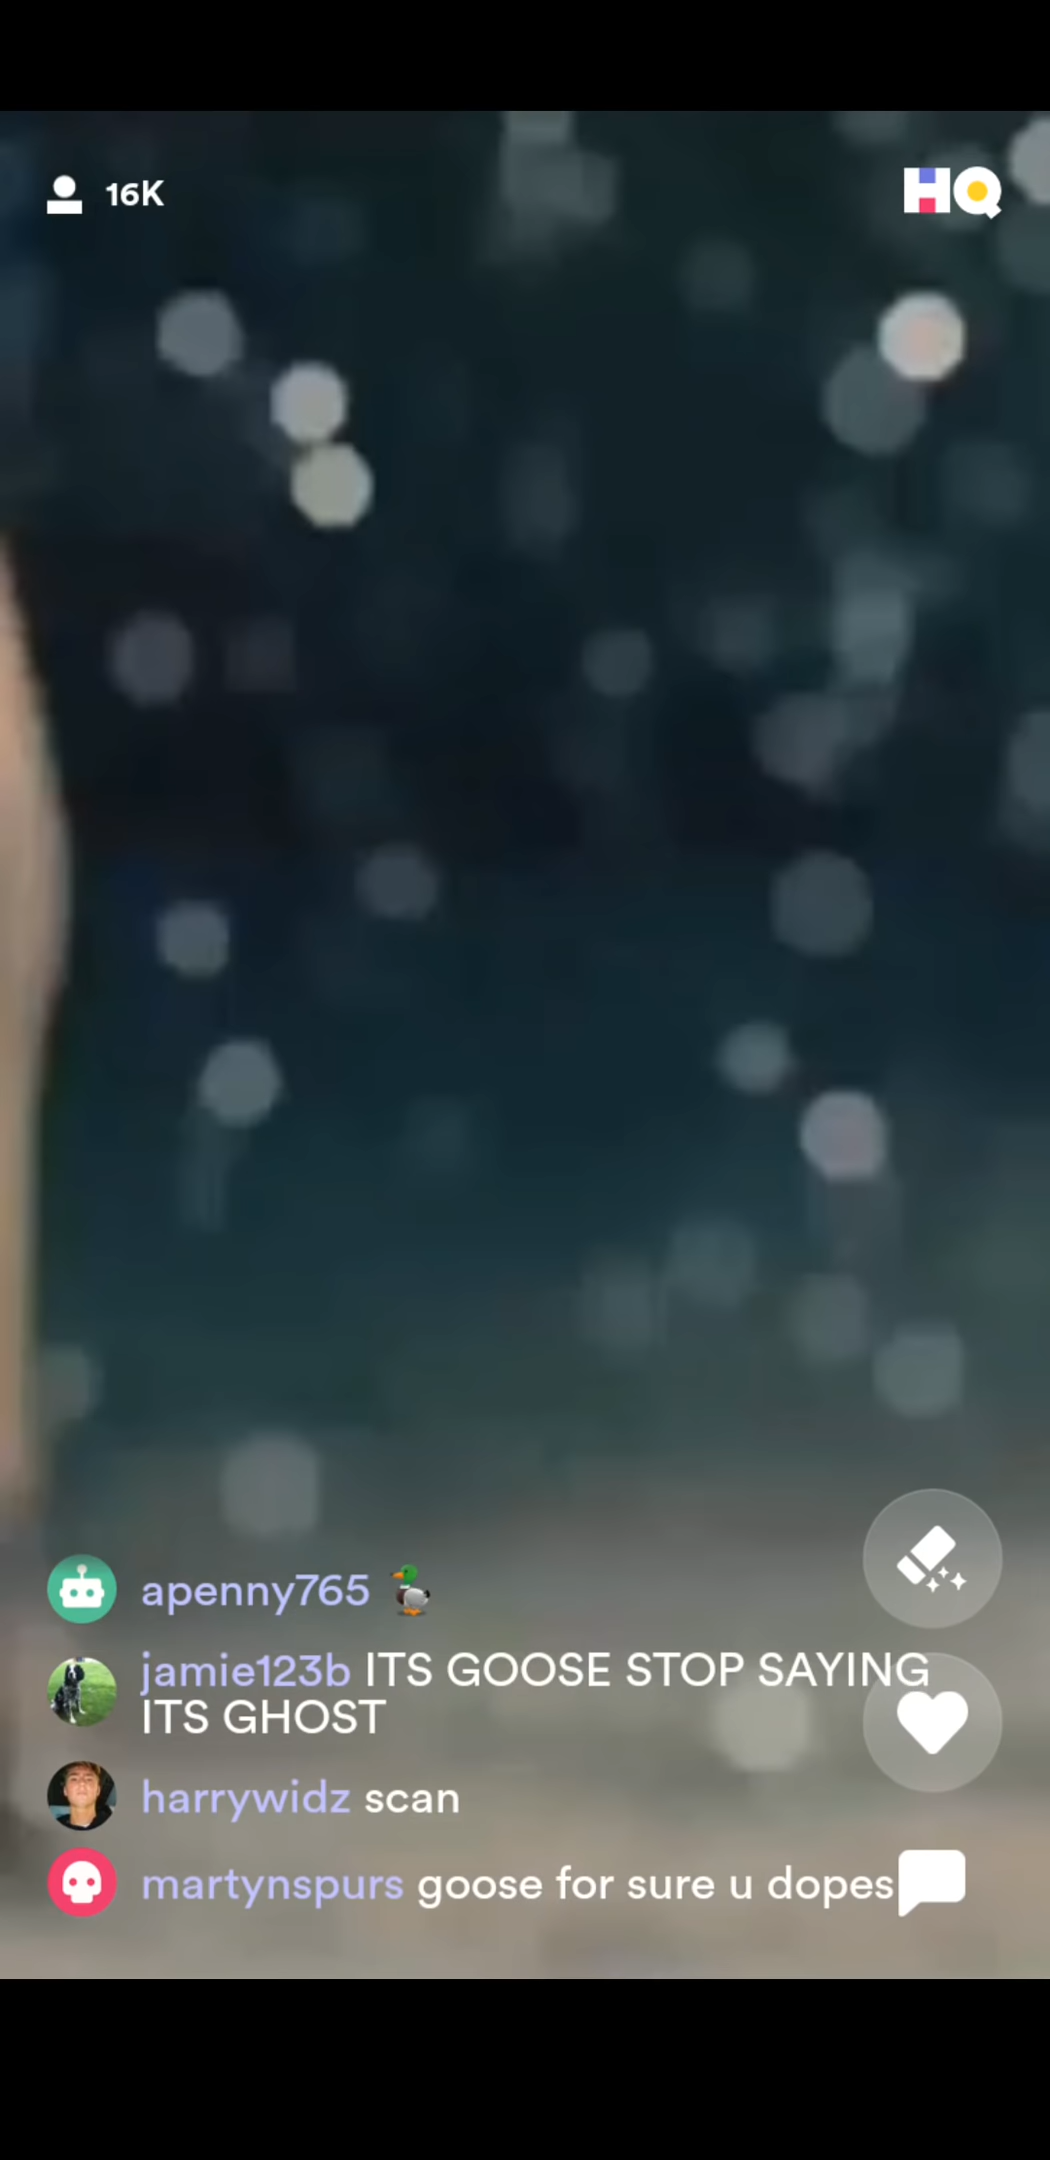 16K
HQ
apenny765 🦆
jamie123b ITS GOOSE STOP SAYING
ITS GHOST
harrywidz scan
martynspurs goose for sure u dopes